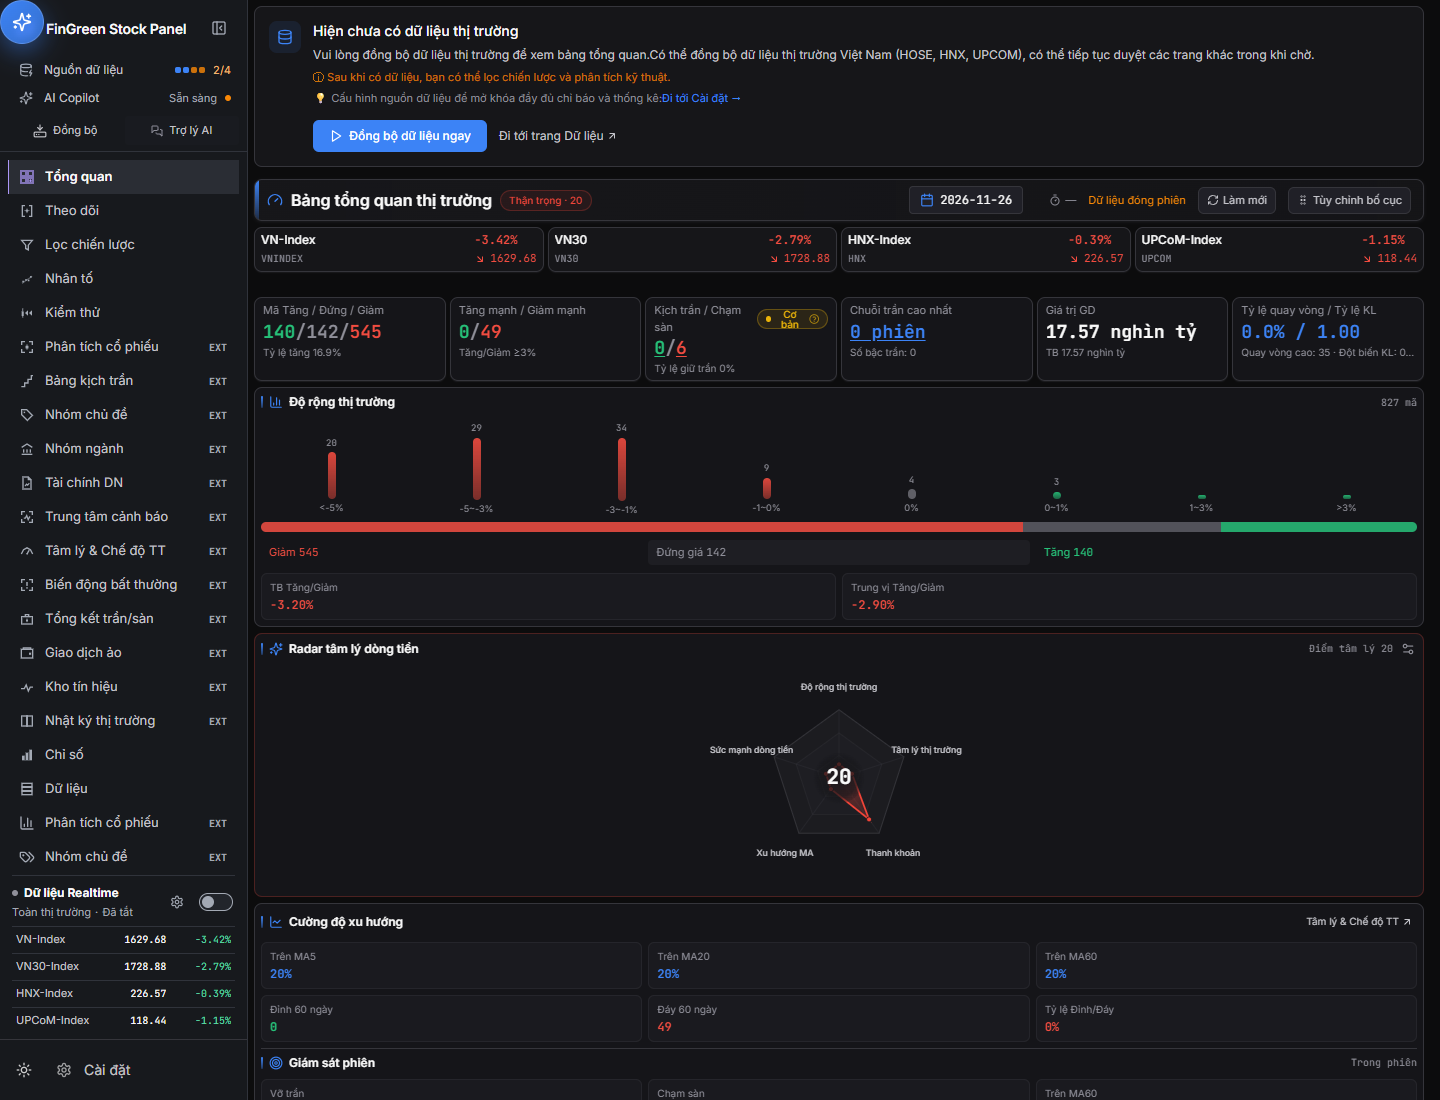 FinGreen Stock Panel
Nguồn dữ liệu 2/4
AI Copilot Sẵn sàng
Đồng bộ Trợ lý AI
Tổng quan
Theo dõi
Lọc chiến lược
Nhân tố
Kiểm thử
Phân tích cổ phiếu EXT
Bảng kịch trần EXT
Nhóm chủ đề EXT
Nhóm ngành EXT
Tài chính DN EXT
Trung tâm cảnh báo EXT
Tâm lý & Chế độ TT EXT
Biến động bất thường EXT
Tổng kết trần/sàn EXT
Giao dịch ảo EXT
Kho tín hiệu EXT
Nhật ký thị trường EXT
Chỉ số
Dữ liệu
Phân tích cổ phiếu EXT
Nhóm chủ đề EXT
Dữ liệu Realtime
Toàn thị trường · Đã tắt
VN-Index 1629.68 -3.42%
VN30-Index 1728.88 -2.79%
HNX-Index 226.57 -0.39%
UPCoM-Index 118.44 -1.15%
Cài đặt
Hiện chưa có dữ liệu thị trường
Vui lòng đồng bộ dữ liệu thị trường để xem bảng tổng quan.Có thể đồng bộ dữ liệu thị trường Việt Nam (HOSE, HNX, UPCOM), có thể tiếp tục duyệt các trang khác trong khi chờ.
Sau khi có dữ liệu, bạn có thể lọc chiến lược và phân tích kỹ thuật.
Cấu hình nguồn dữ liệu để mở khóa đầy đủ chỉ báo và thống kê:Đi tới Cài đặt →
Đồng bộ dữ liệu ngay Đi tới trang Dữ liệu ↗
Bảng tổng quan thị trường Thận trọng · 20 2026-11-26 — Dữ liệu đóng phiên Làm mới Tùy chỉnh bố cục
VN-Index -3.42% VN30 -2.79% HNX-Index -0.39% UPCoM-Index -1.15%
VNINDEX ↘ 1629.68 VN30 ↘ 1728.88 HNX ↘ 226.57 UPCOM ↘ 118.44
Mã Tăng / Đứng / Giảm
140/142/545
Tỷ lệ tăng 16.9%
Tăng mạnh / Giảm mạnh
0/49
Tăng/Giảm ≥3%
Kịch trần / Chạm sàn
Cơ bản
0/6
Tỷ lệ giữ trần 0%
Chuỗi trần cao nhất
0 phiên
Số bậc trần: 0
Giá trị GD
17.57 nghìn tỷ
TB 17.57 nghìn tỷ
Tỷ lệ quay vòng / Tỷ lệ KL
0.0% / 1.00
Quay vòng cao: 35 · Đột biến KL: 0...
Độ rộng thị trường 827 mã
20 29 34 9 4 3
<-5% -5~-3% -3~-1% -1~0% 0% 0~1% 1~3% >3%
Giảm 545 Đứng giá 142 Tăng 140
TB Tăng/Giảm Trung vị Tăng/Giảm
-3.20% -2.90%
Radar tâm lý dòng tiền Điểm tâm lý 20
Độ rộng thị trường
Sức mạnh dòng tiền Tâm lý thị trường
20
Xu hướng MA Thanh khoản
Cường độ xu hướng Tâm lý & Chế độ TT ↗
Trên MA5 Trên MA20 Trên MA60
20% 20% 20%
Đỉnh 60 ngày Đáy 60 ngày Tỷ lệ Đỉnh/Đáy
0 49 0%
Giám sát phiên Trong phiên
Vỡ trần Chạm sàn Trên MA60